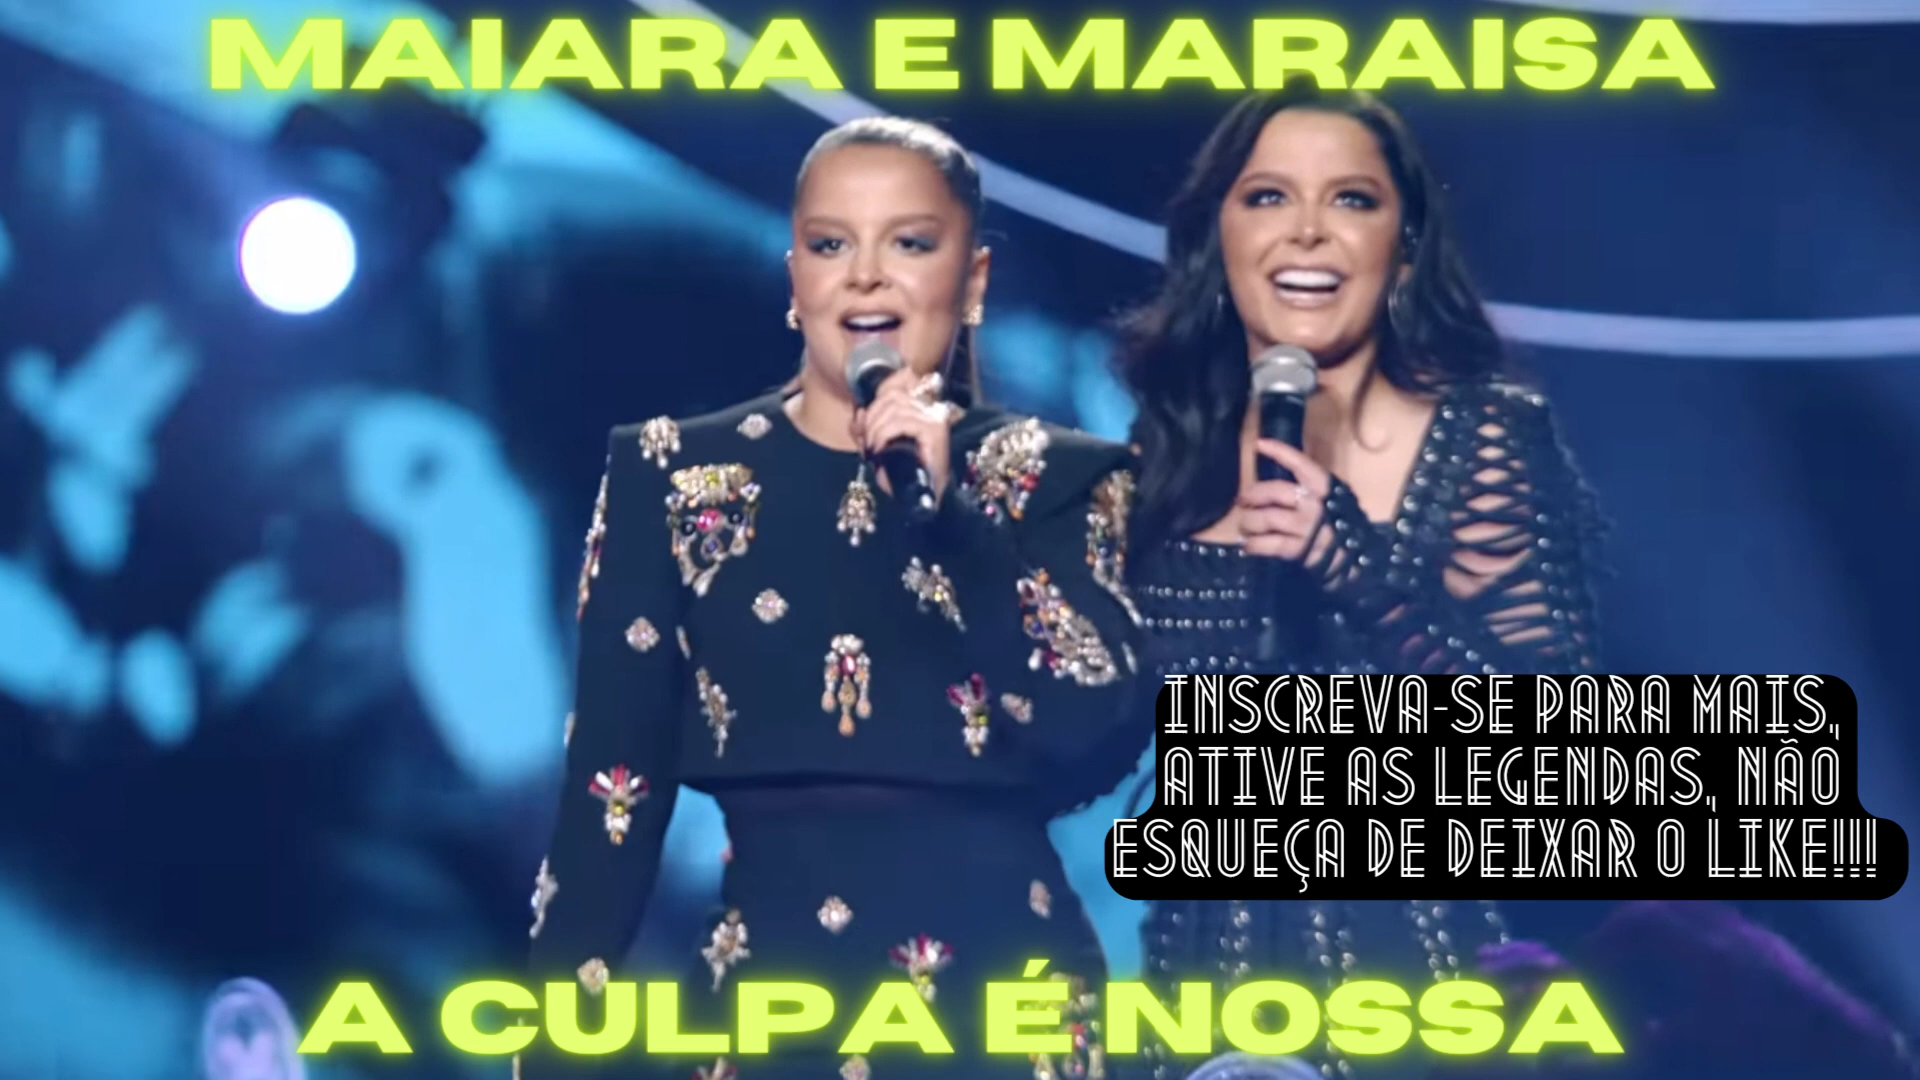 MAIARA E MARAISA
INSCREVA-SE PARA MAIS,
ATIVE AS LEGENDAS, NÃO
ESQUEÇA DE DEIXAR O LIKE!!!
A CULPA É NOSSA